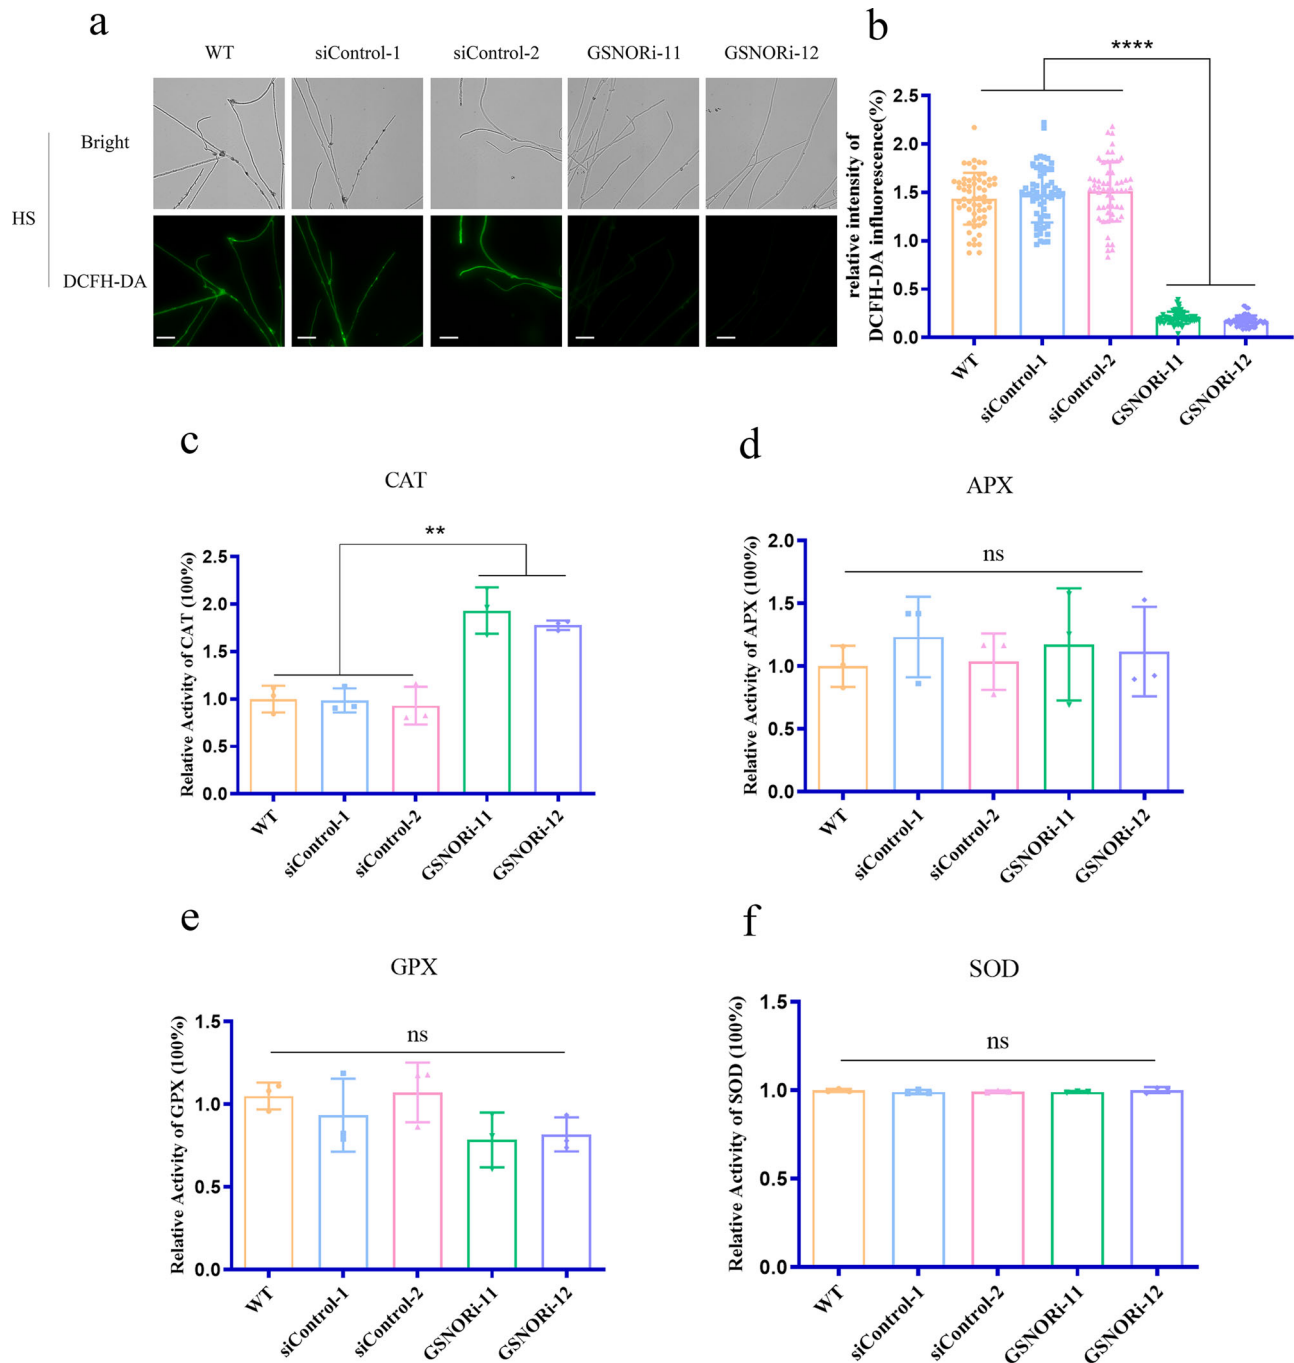 a
WT siControl-1 siControl-2 GSNORi-11 GSNORi-12
HS
Bright
DCFH-DA
b
****
relative intensity of
DCFH-DA influorescence(%)
2.5
2.0
1.5
1.0
0.5
0.0
WT siControl-1 siControl-2 GSNORi-11 GSNORi-12
c
CAT
**
Relative Activity of CAT (100%)
2.5
2.0
1.5
1.0
0.5
0.0
WT siControl-1 siControl-2 GSNORi-11 GSNORi-12
d
APX
ns
Relative Activity of APX (100%)
2.0
1.5
1.0
0.5
0.0
WT siControl-1 siControl-2 GSNORi-11 GSNORi-12
e
GPX
ns
Relative Activity of GPX (100%)
1.5
1.0
0.5
0.0
WT siControl-1 siControl-2 GSNORi-11 GSNORi-12
f
SOD
ns
Relative Activity of SOD (100%)
1.5
1.0
0.5
0.0
WT siControl-1 siControl-2 GSNORi-11 GSNORi-12